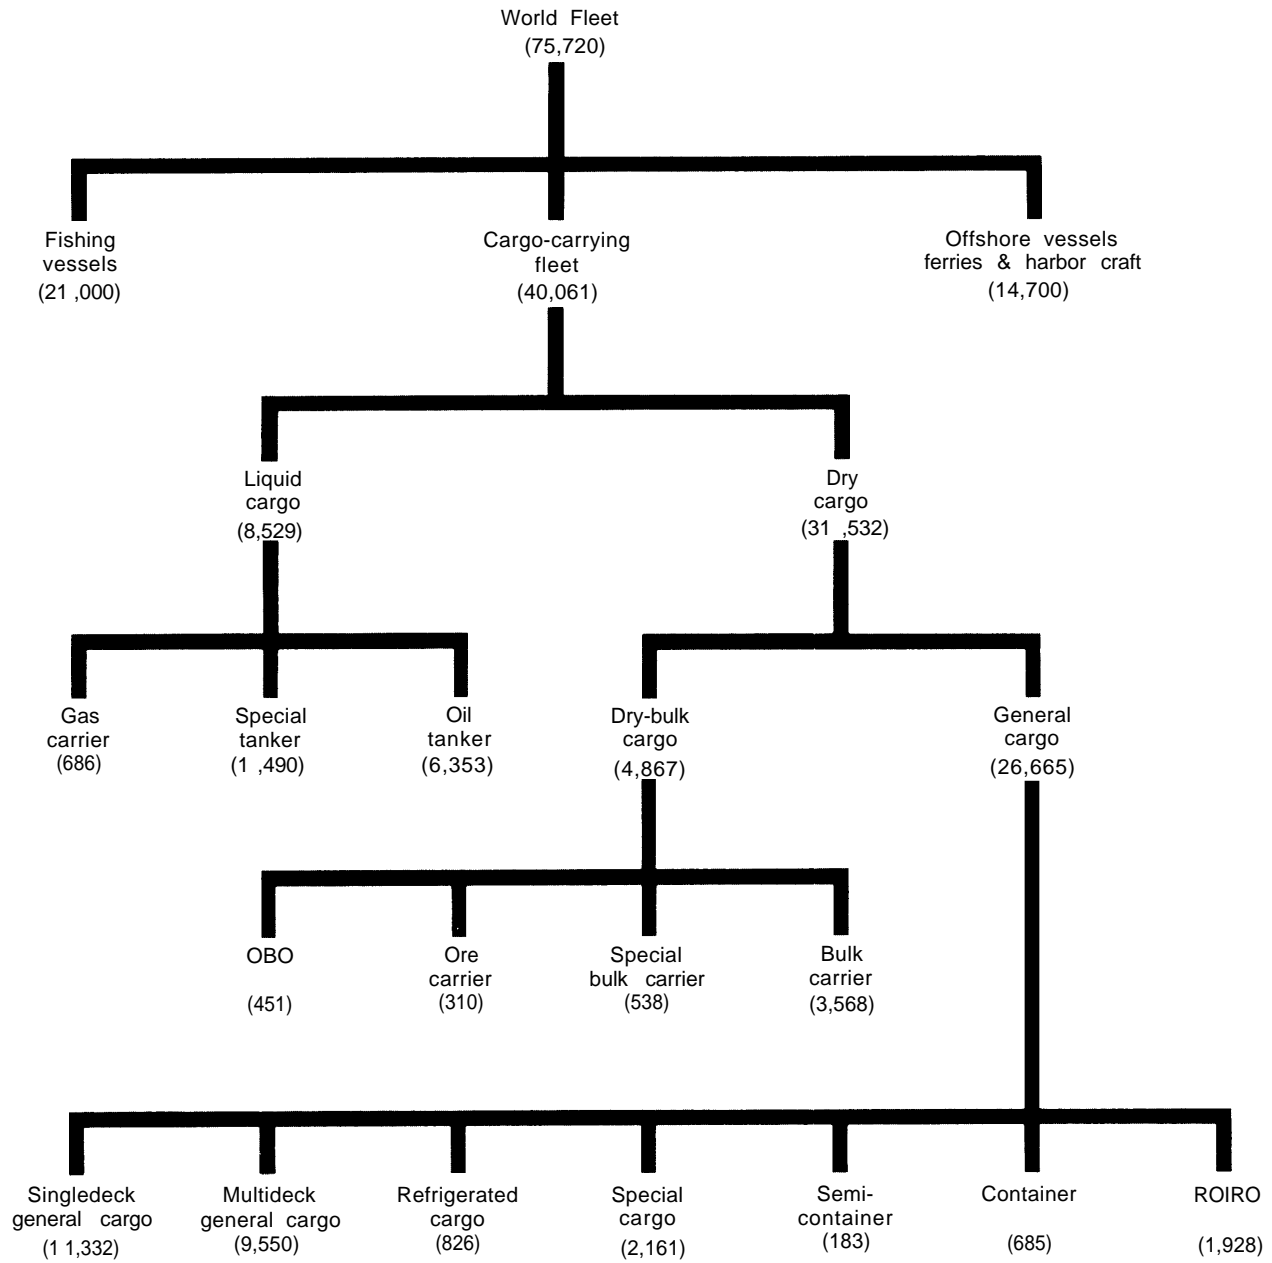 World Fleet
(75,720)
Fishing
vessels
(21 ,000)
Cargo-carrying
fleet
(40,061)
Offshore vessels
ferries & harbor craft
(14,700)
Liquid
cargo
(8,529)
Dry
cargo
(31 ,532)
Gas
carrier
(686)
Special
tanker
(1 ,490)
Oil
tanker
(6,353)
Dry-bulk
cargo
(4,867)
General
cargo
(26,665)
OBO
(451)
Ore
carrier
(310)
Special
bulk carrier
(538)
Bulk
carrier
(3,568)
Singledeck
general cargo
(1 1,332)
Multideck
general cargo
(9,550)
Refrigerated
cargo
(826)
Special
cargo
(2,161)
Semi-
container
(183)
Container
(685)
ROIRO
(1,928)